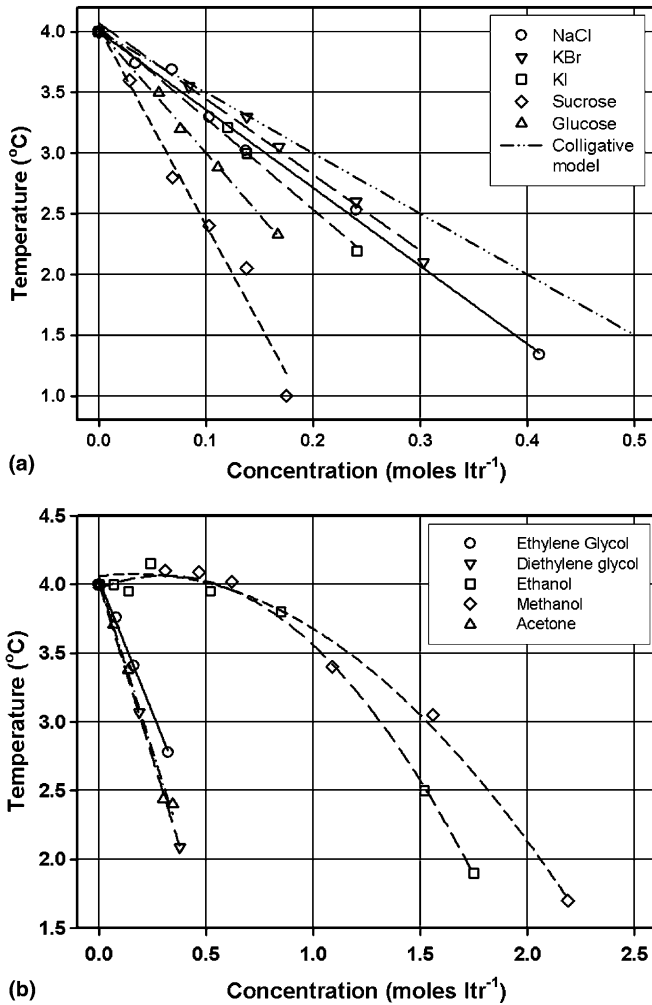 4.0
3.5
3.0
2.5
2.0
1.5
1.0
Temperature (°C)
NaCl
KBr
KI
Sucrose
Glucose
Colligative
model
0.0
0.1
0.2
0.3
0.4
0.5
(a)
Concentration (moles ltr⁻¹)
4.5
4.0
3.5
3.0
2.5
2.0
1.5
Temperature (°C)
Ethylene Glycol
Diethylene glycol
Ethanol
Methanol
Acetone
0.0
0.5
1.0
1.5
2.0
2.5
(b)
Concentration (moles ltr⁻¹)